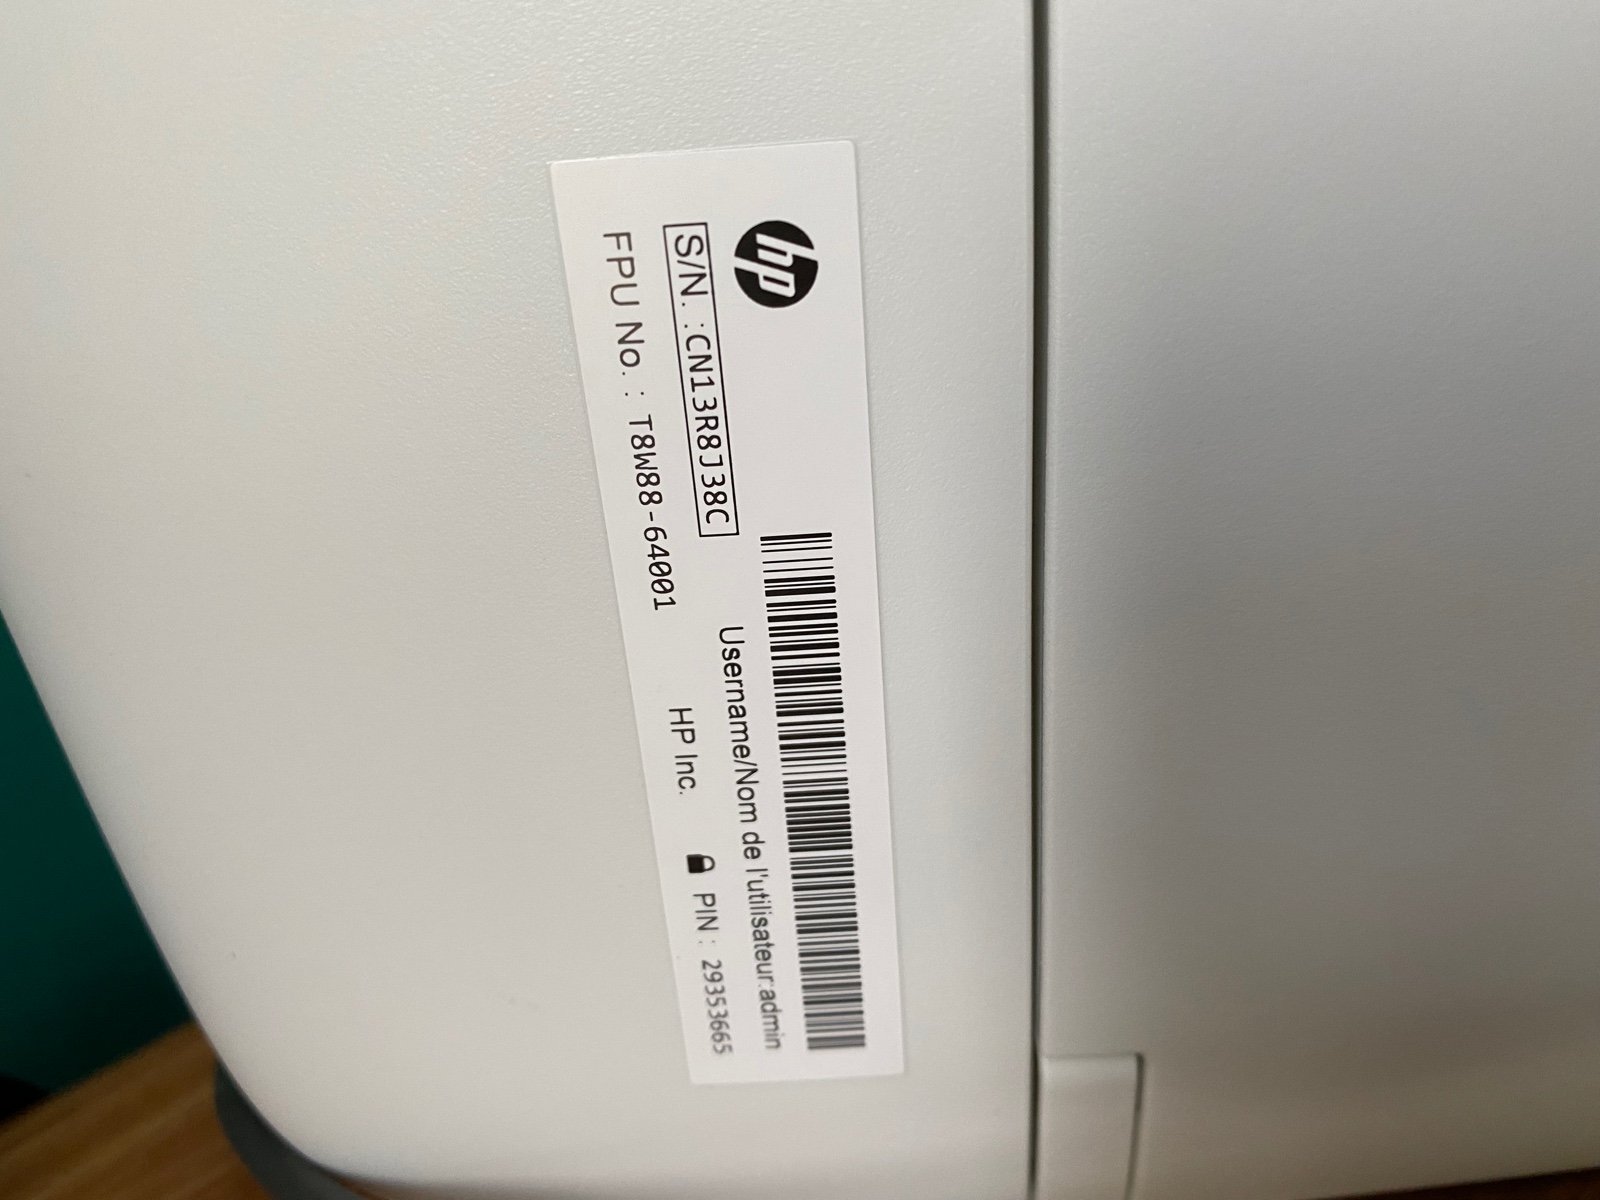 hp
S/N. :CN13R8J38C
FPU No. : T8W88-64001
Username/Nom de l'utilisateur:admin
HP Inc.
PIN : 29353665